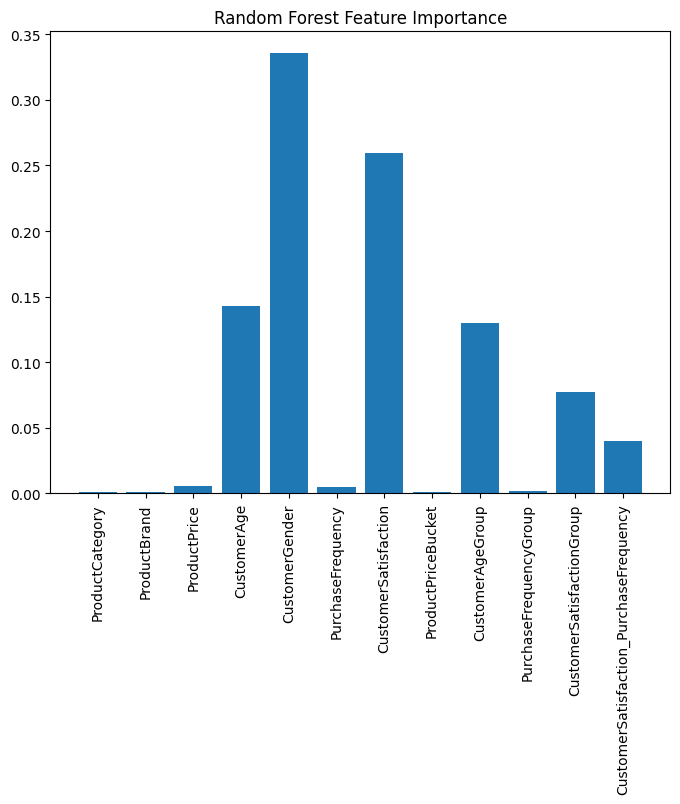 Random Forest Feature Importance
0.35
0.30
0.25
0.20
0.15
0.10
0.05
0.00
ProductCategory
ProductBrand
ProductPrice
CustomerAge
CustomerGender
PurchaseFrequency
CustomerSatisfaction
ProductPriceBucket
CustomerAgeGroup
PurchaseFrequencyGroup
CustomerSatisfactionGroup
CustomerSatisfaction_PurchaseFrequency